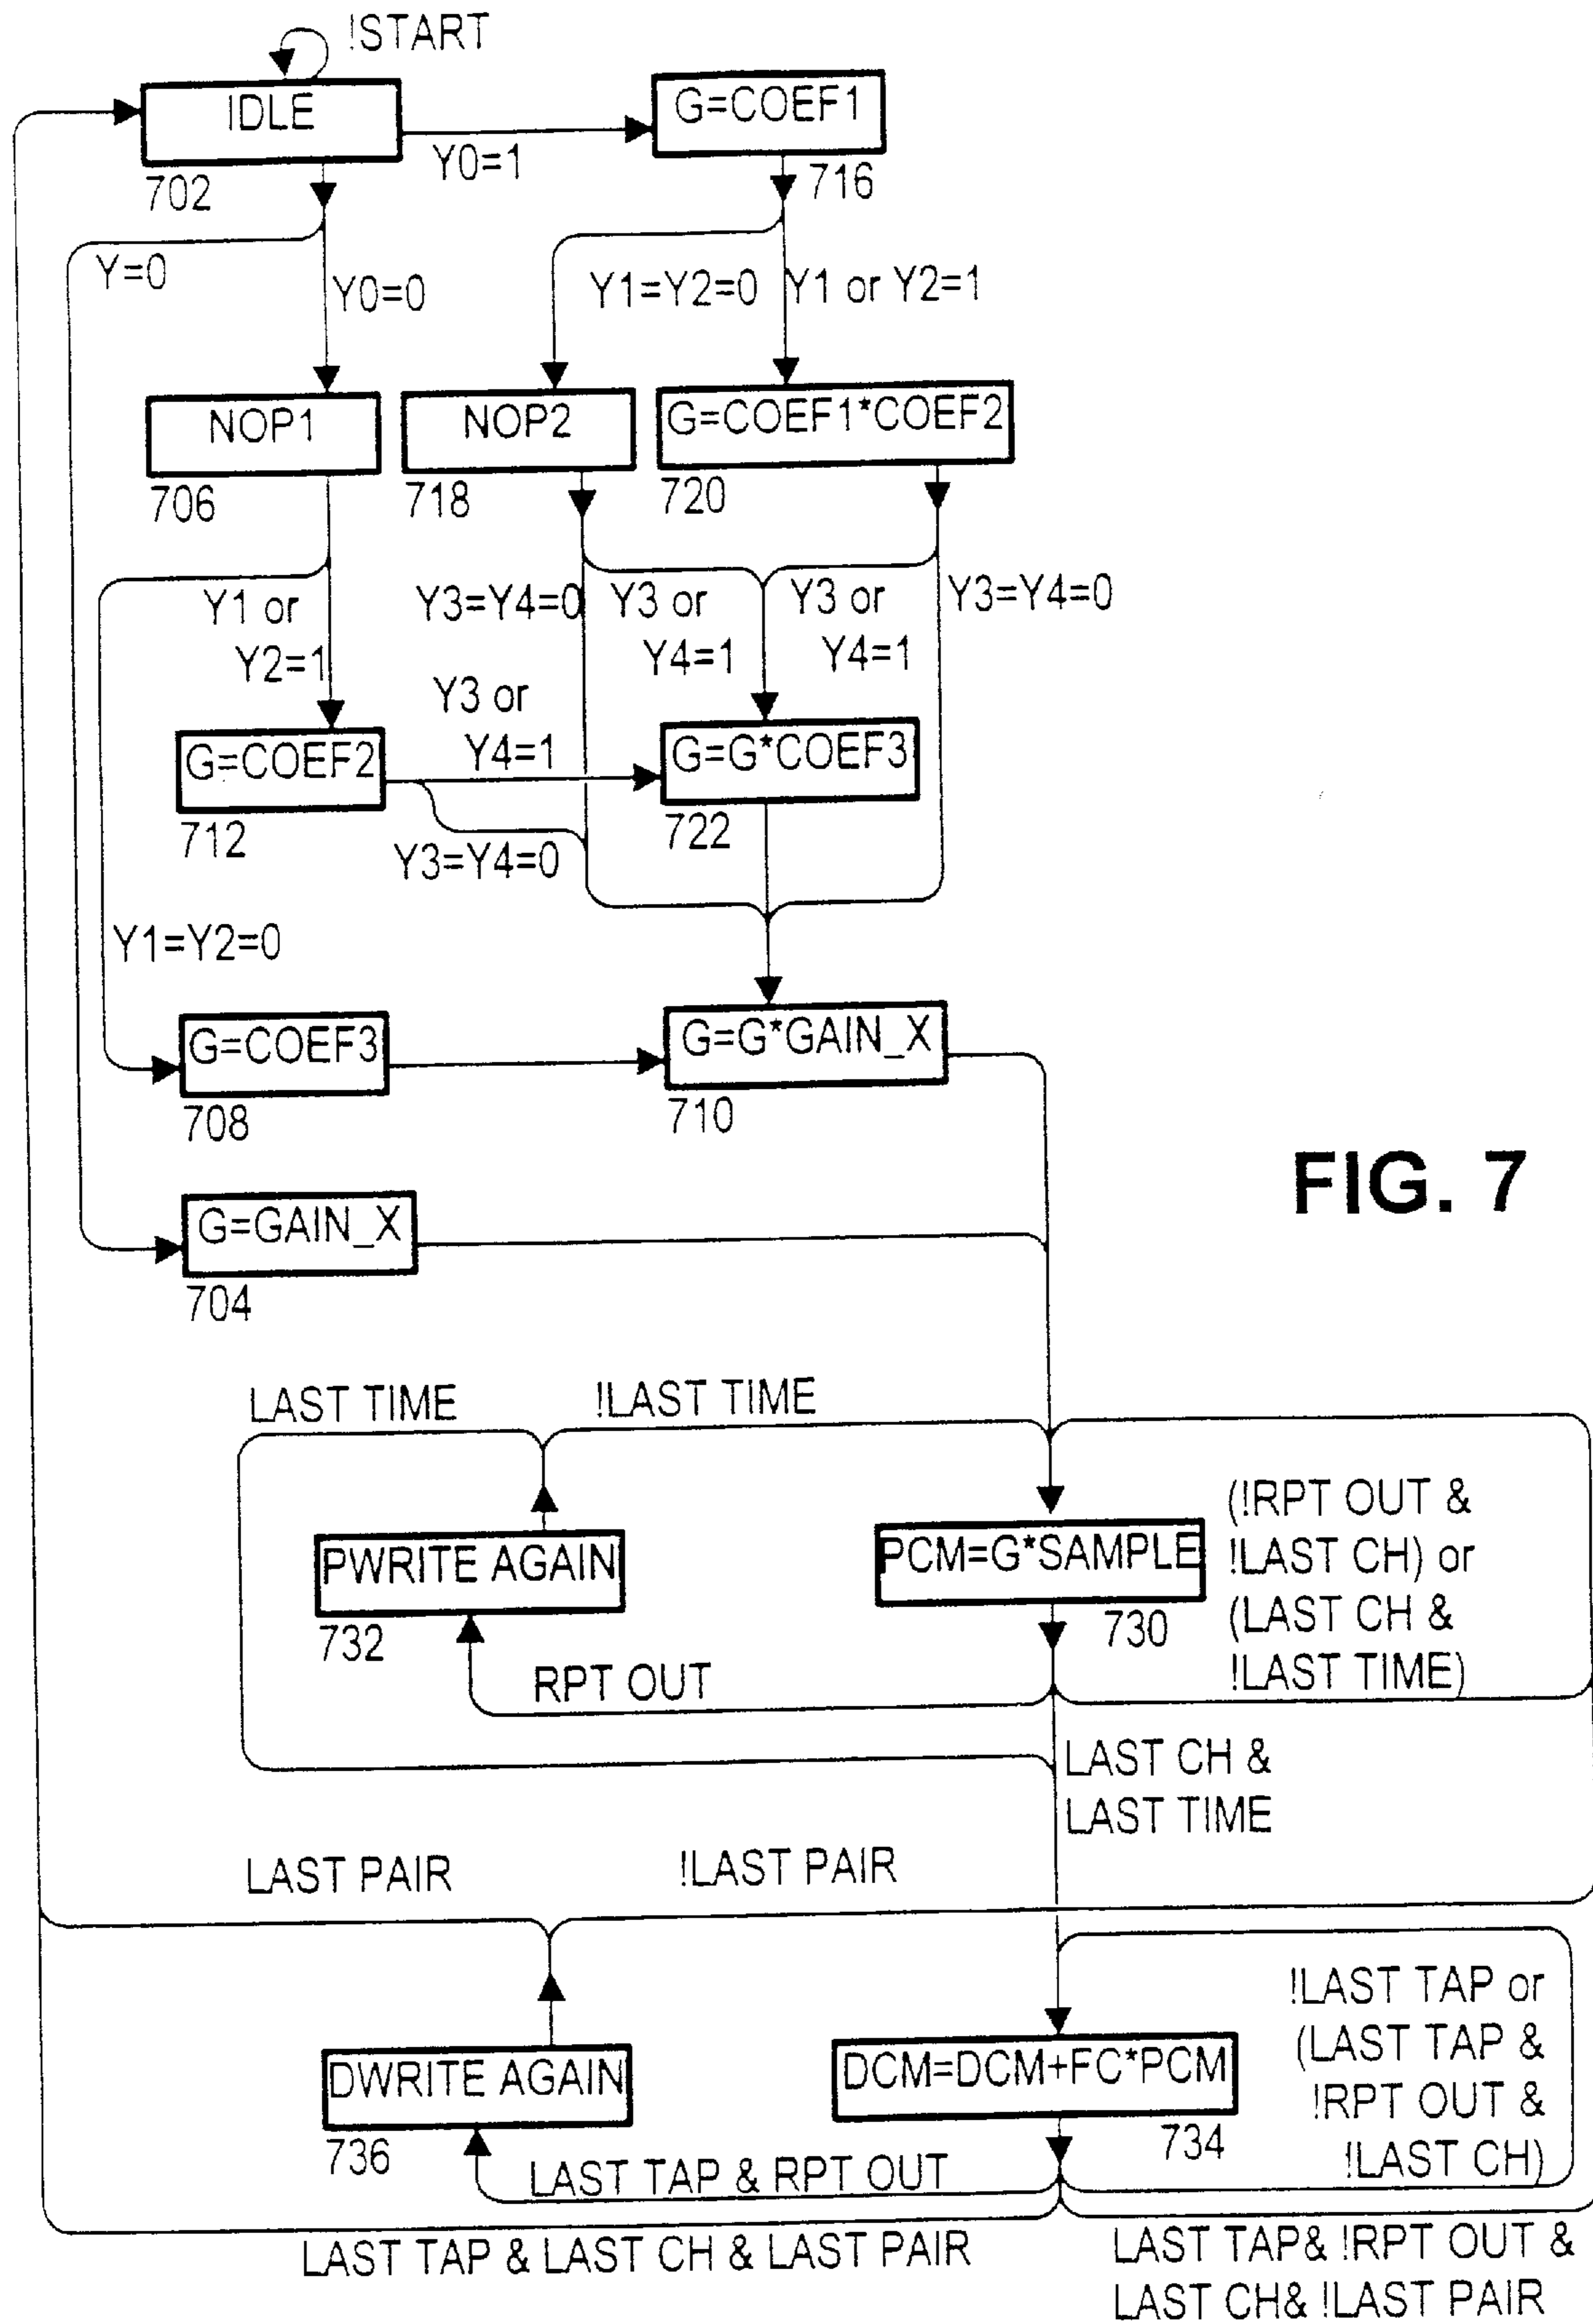 !START
IDLE
G=COEF1
Y0=1
702
716
Y=0
Y0=0
Y1=Y2=0
Y1 or Y2=1
NOP1
NOP2
G=COEF1*COEF2
706
718
720
Y1 or
Y2=1
Y3=Y4=0
Y3 or
Y4=1
Y3 or
Y4=1
Y3=Y4=0
Y3 or
Y4=1
G=COEF2
G=G*COEF3
712
722
Y3=Y4=0
Y1=Y2=0
G=COEF3
G=G*GAIN_X
708
710
FIG. 7
G=GAIN_X
704
LAST TIME
!LAST TIME
PWRITE AGAIN
PCM=G*SAMPLE
(!RPT OUT &
!LAST CH) or
(LAST CH &
!LAST TIME)
732
730
RPT OUT
LAST CH &
LAST TIME
LAST PAIR
!LAST PAIR
DWRITE AGAIN
DCM=DCM+FC*PCM
!LAST TAP or
(LAST TAP &
!RPT OUT &
!LAST CH)
736
734
LAST TAP & RPT OUT
LAST TAP & LAST CH & LAST PAIR
LAST TAP& !RPT OUT &
LAST CH& !LAST PAIR